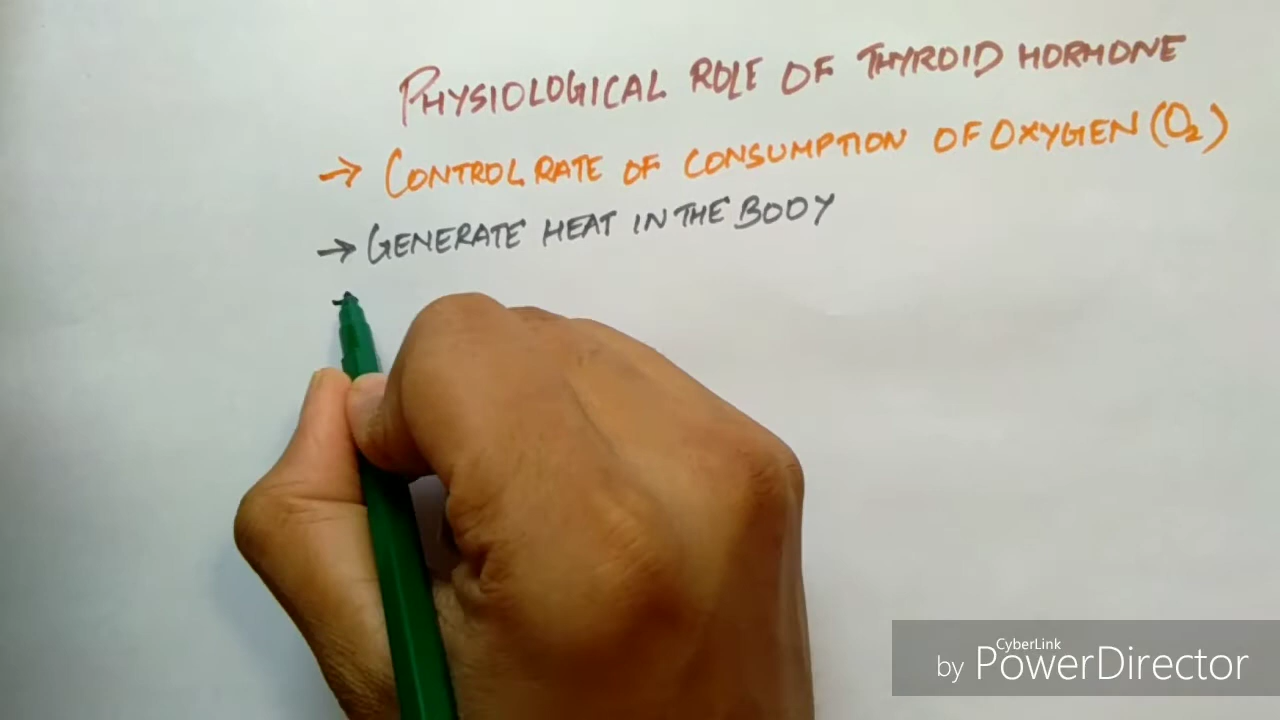 PHYSIOLOGICAL ROLE OF THYROID HORMONE
→ CONTROL RATE OF CONSUMPTION OF OXYGEN (O₂)
→ GENERATE HEAT IN THE BODY
CyberLink
by PowerDirector